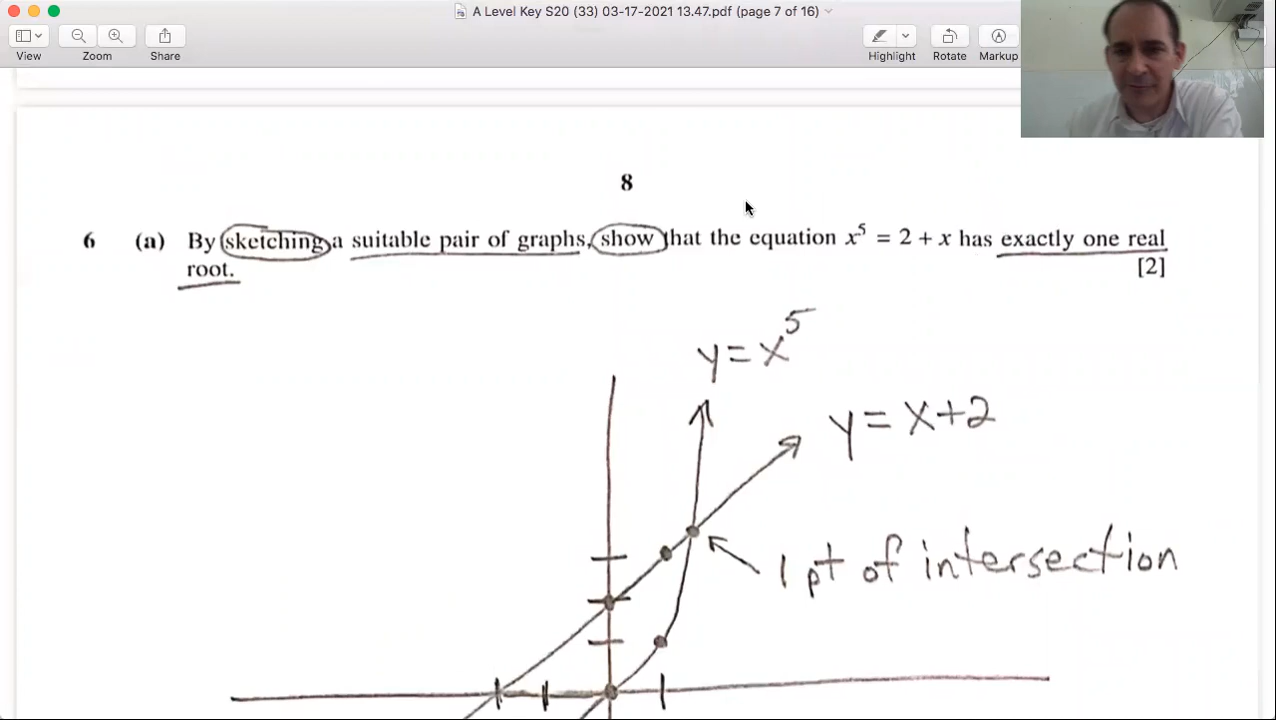 A Level Key S20 (33) 03-17-2021 13.47.pdf (page 7 of 16)
View Zoom Share Highlight Rotate Markup
8
6 (a) By sketching a suitable pair of graphs, show that the equation x⁵ = 2 + x has exactly one real
root. [2]
y=x⁵
y=x+2
1 pt of intersection